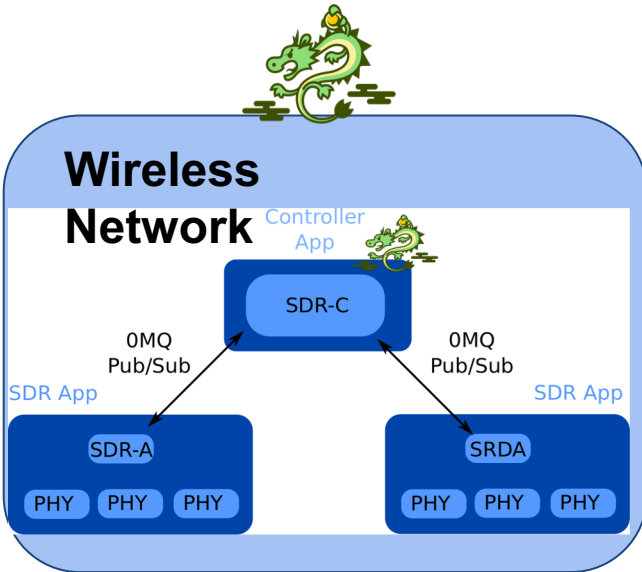 Wireless
Network
Controller
App
SDR-C
0MQ
Pub/Sub
0MQ
Pub/Sub
SDR App
SDR App
SDR-A
SRDA
PHY PHY PHY
PHY PHY PHY